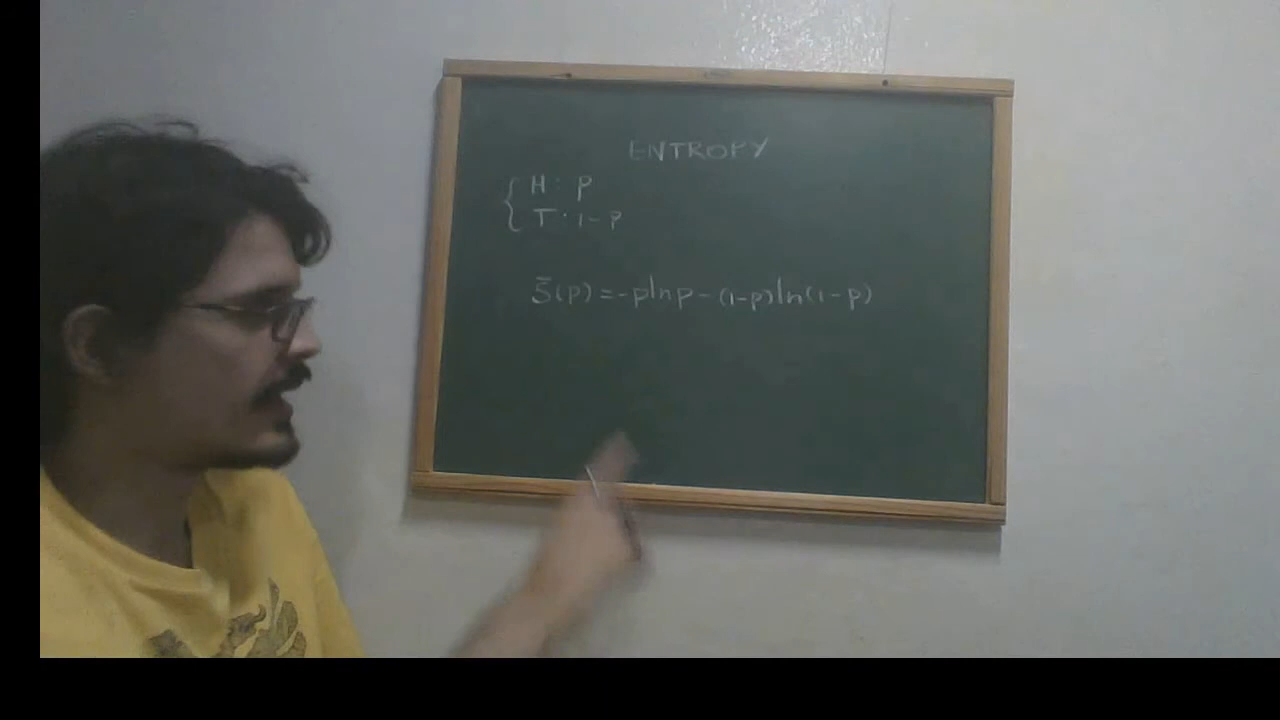 ENTROPY
H: p
T: 1-p
S̄(p) = -p ln p - (1-p) ln(1-p)